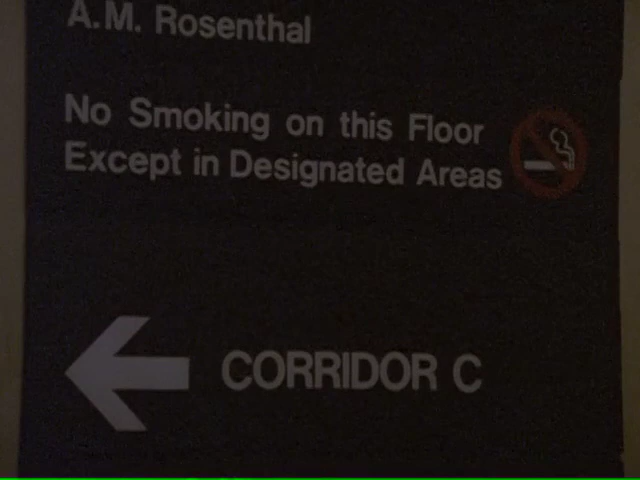 A.M. Rosenthal
No Smoking on this Floor
Except in Designated Areas
CORRIDOR C